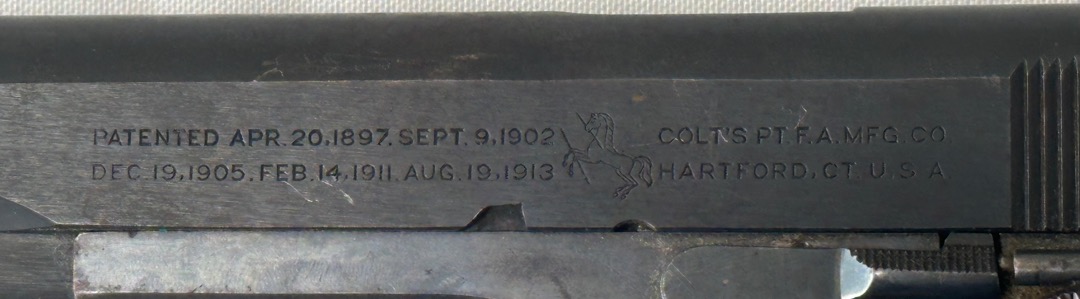 PATENTED APR. 20,1897. SEPT. 9,1902
DEC 19,1905. FEB. 14,1911. AUG. 19,1913
COLT'S PT. F. A. MFG. CO
HARTFORD, CT. U. S. A